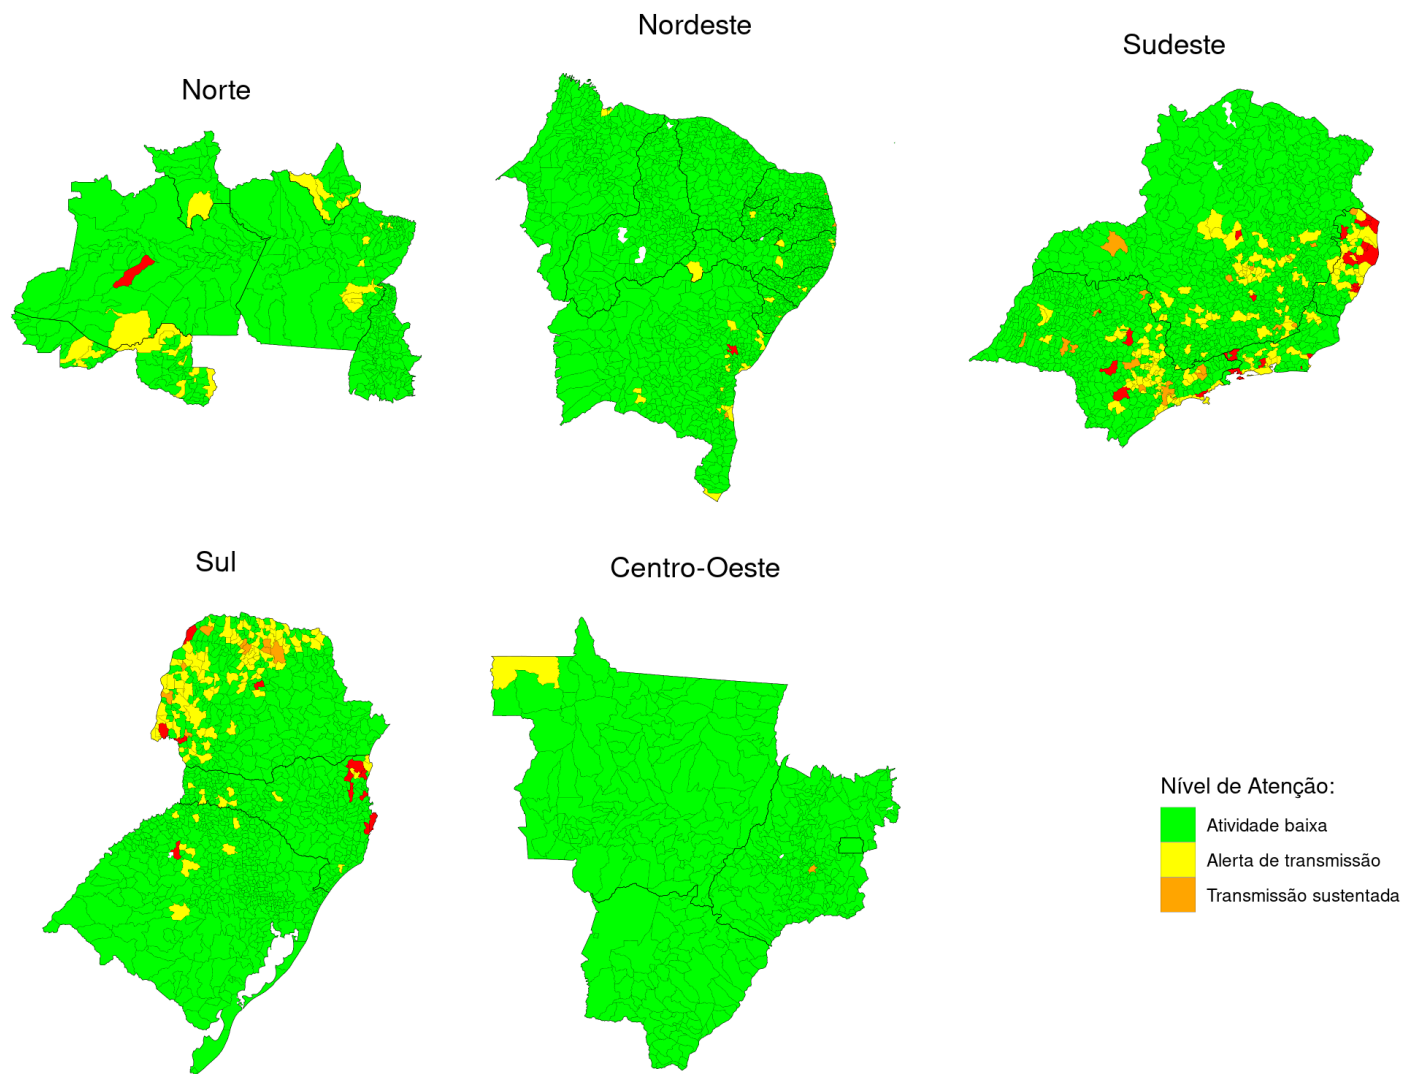 Norte
Nordeste
Sudeste
Sul
Centro-Oeste
Nível de Atenção:
Atividade baixa
Alerta de transmissão
Transmissão sustentada